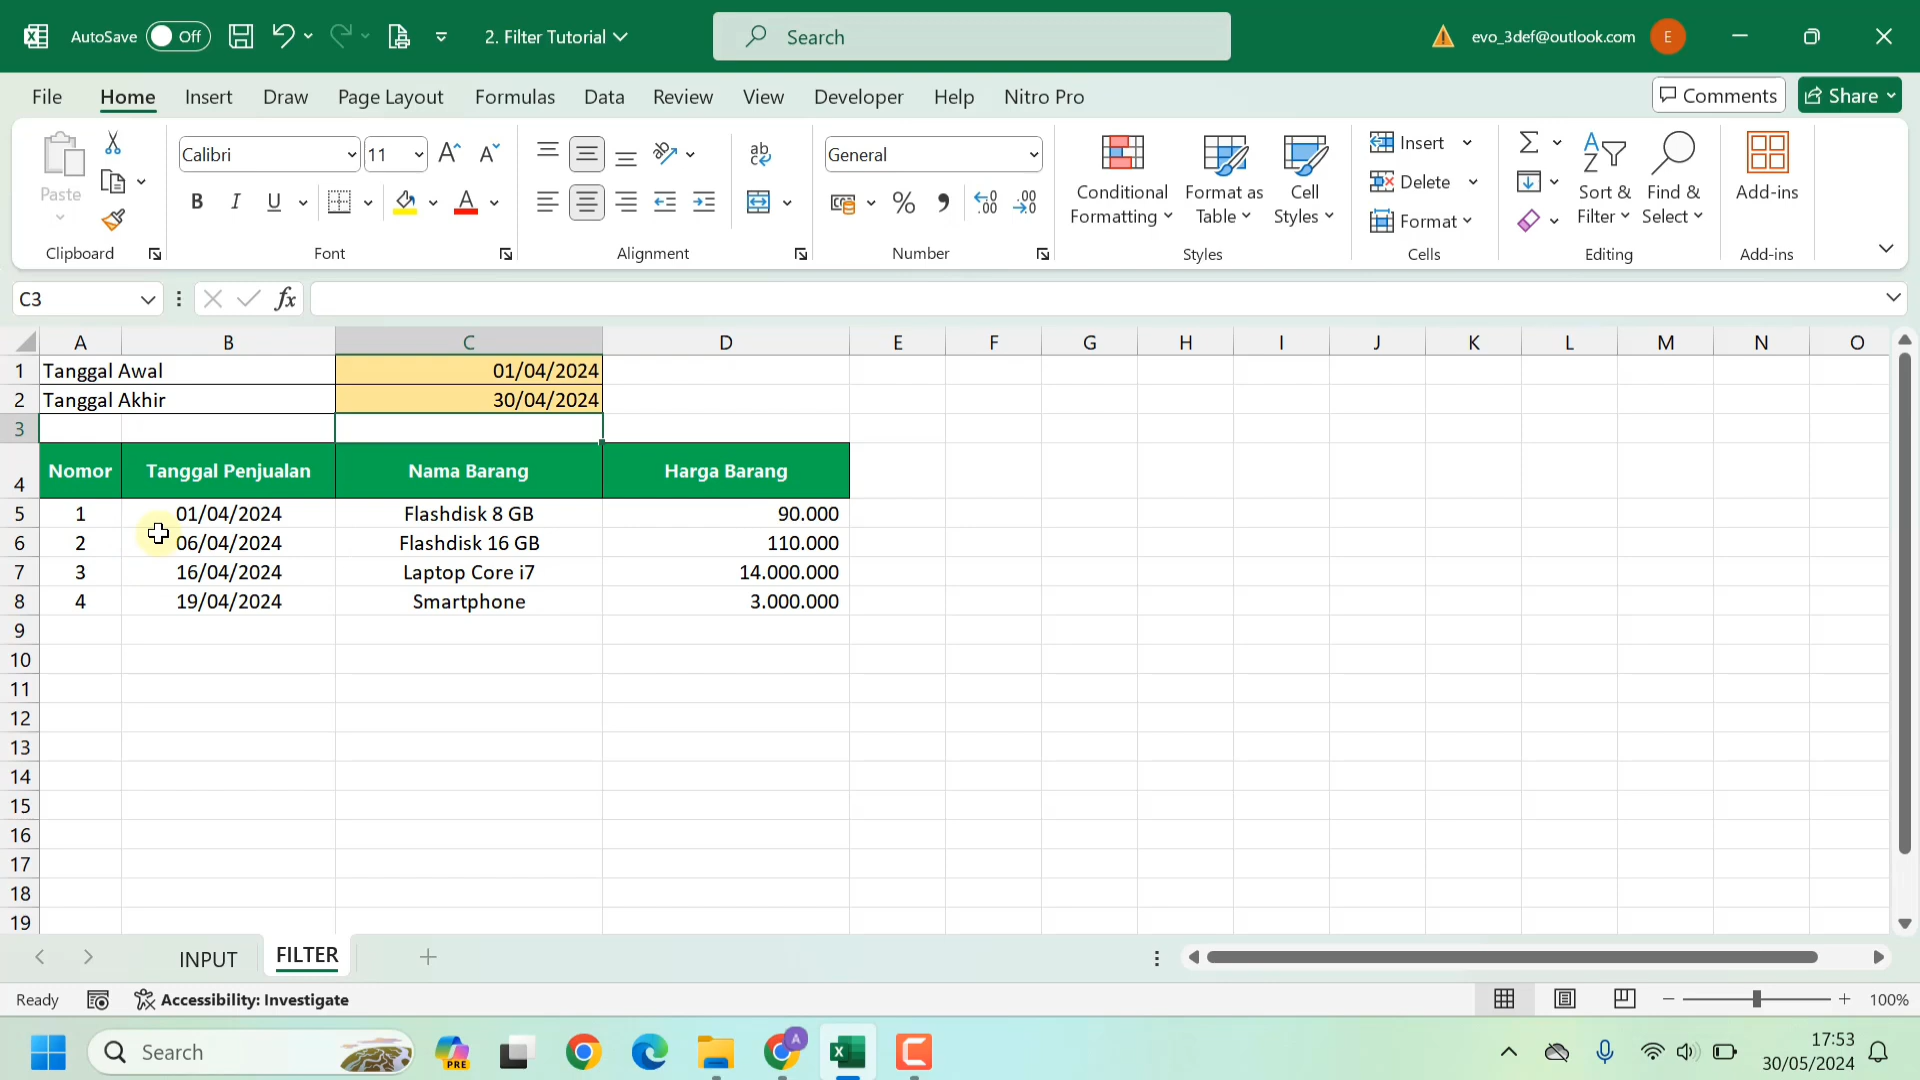 AutoSave Off 2. Filter Tutorial Search evo_3def@outlook.com E
File Home Insert Draw Page Layout Formulas Data Review View Developer Help Nitro Pro Comments Share
Paste
Clipboard
Calibri 11
B I U A
Font
ab
c
Alignment
General
% 00
Number
Conditional Formatting
Format as Table
Cell Styles
Styles
Insert
Delete
Format
Cells
Sort & Filter
Find & Select
Editing
Add-ins
Add-ins
C3 fx
A B C D E F G H I J K L M N O
1 Tanggal Awal 01/04/2024
2 Tanggal Akhir 30/04/2024
3
4 Nomor Tanggal Penjualan Nama Barang Harga Barang
5 1 01/04/2024 Flashdisk 8 GB 90.000
6 2 06/04/2024 Flashdisk 16 GB 110.000
7 3 16/04/2024 Laptop Core i7 14.000.000
8 4 19/04/2024 Smartphone 3.000.000
9
10
11
12
13
14
15
16
17
18
19
INPUT FILTER
Ready Accessibility: Investigate 100%
Search PRE A 17:53
30/05/2024